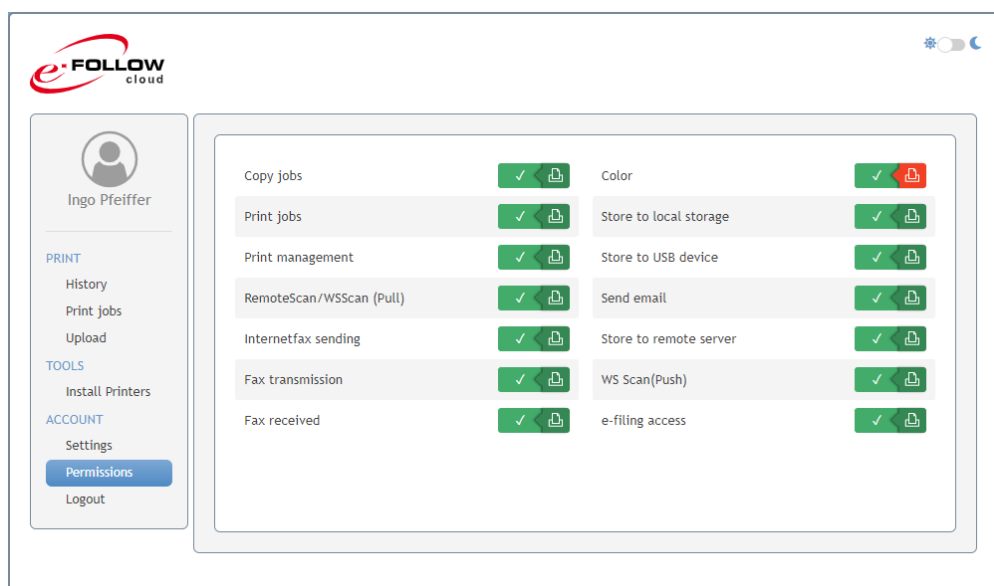 e-FOLLOW
cloud
Ingo Pfeiffer
PRINT
History
Print jobs
Upload
TOOLS
Install Printers
ACCOUNT
Settings
Permissions
Logout
Copy jobs
Print jobs
Print management
RemoteScan/WSScan (Pull)
Internetfax sending
Fax transmission
Fax received
Color
Store to local storage
Store to USB device
Send email
Store to remote server
WS Scan(Push)
e-filing access